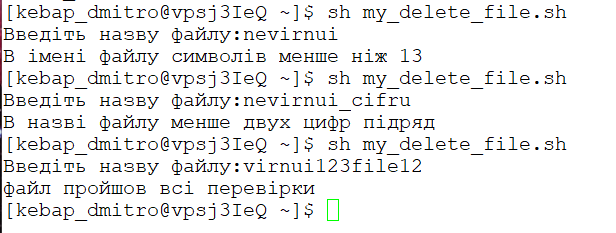 [kebap_dmitro@vpsj3IeQ ~]$ sh my_delete_file.sh
Введіть назву файлу:nevirnui
В імені файлу символів менше ніж 13
[kebap_dmitro@vpsj3IeQ ~]$ sh my_delete_file.sh
Введіть назву файлу:nevirnui_cifru
В назві файлу менше двух цифр підряд
[kebap_dmitro@vpsj3IeQ ~]$ sh my_delete_file.sh
Введіть назву файлу:virnui123file12
файл пройшов всі перевірки
[kebap_dmitro@vpsj3IeQ ~]$